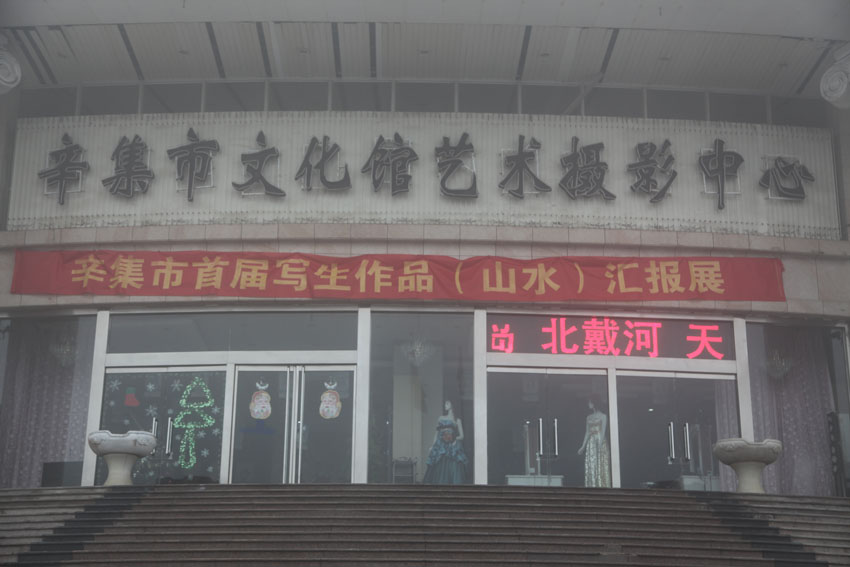 辛集市文化馆艺术摄影中心
辛集市首届写生作品（山水）汇报展
北戴河 天